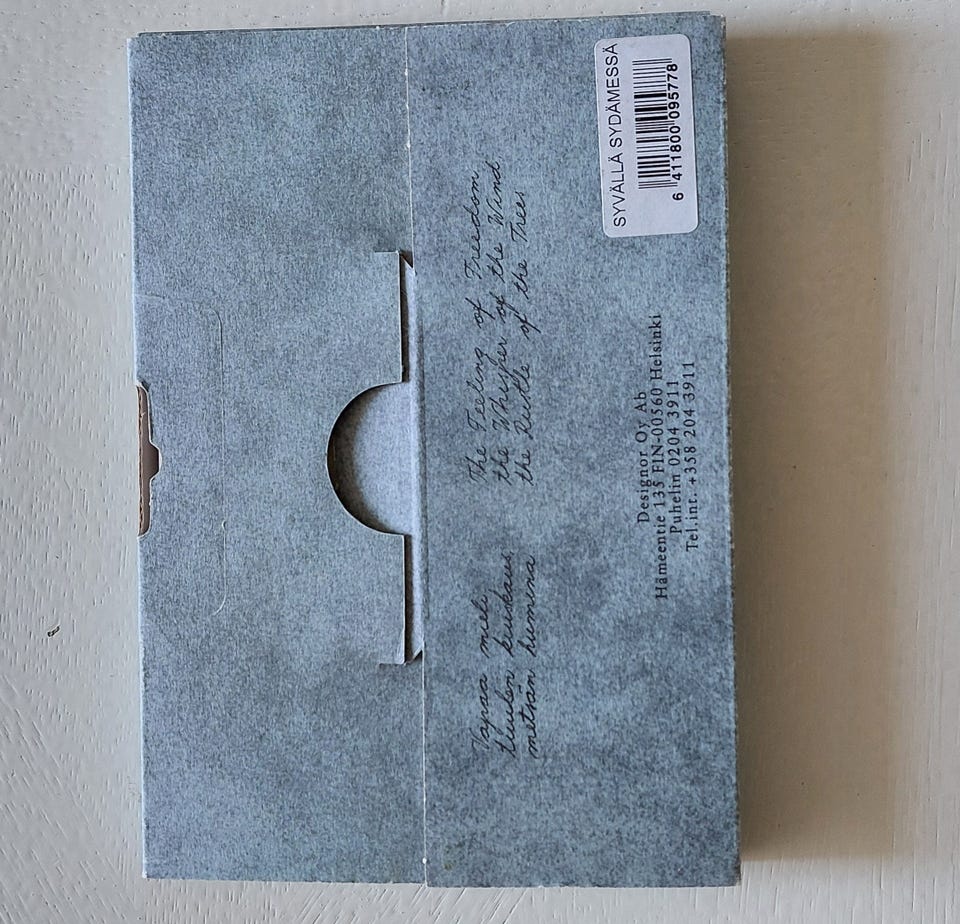 SYVÄLLÄ SYDÄMESSÄ
6 411800 095778
Vapaa mieli
tuulen kuiskaus
metsän humina
The Feeling of Freedom
the Whisper of the Wind
the Rustle of the Trees
Designor Oy Ab
Hämeentie 135 FIN-00560 Helsinki
Puhelin 0204 3911
Tel.int. +358 204 3911